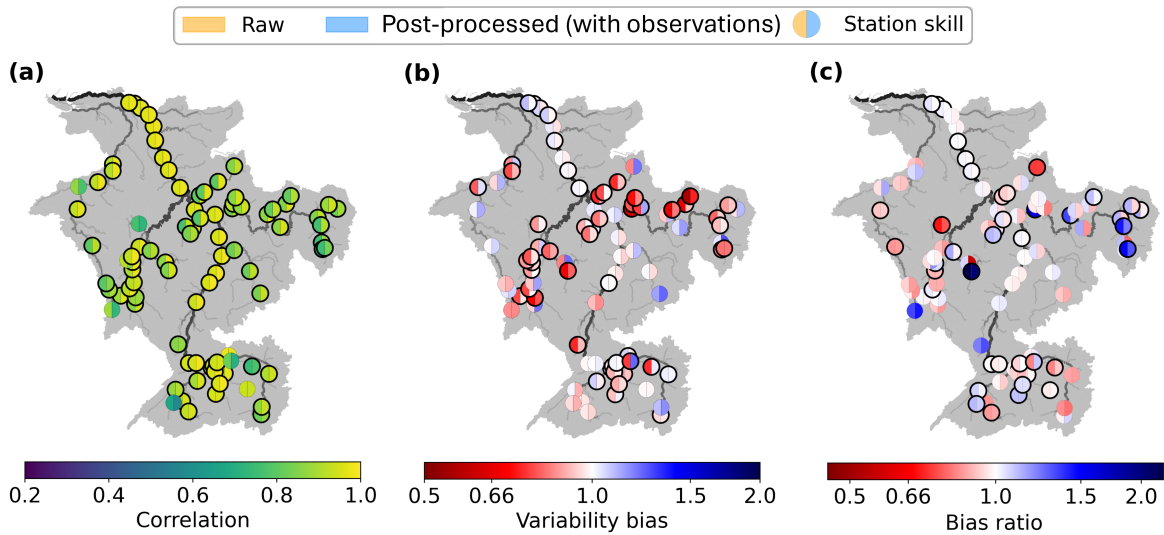 Raw Post-processed (with observations) Station skill
(a) (b) (c)
0.2 0.4 0.6 0.8 1.0
Correlation
0.5 0.66 1.0 1.5 2.0
Variability bias
0.5 0.66 1.0 1.5 2.0
Bias ratio